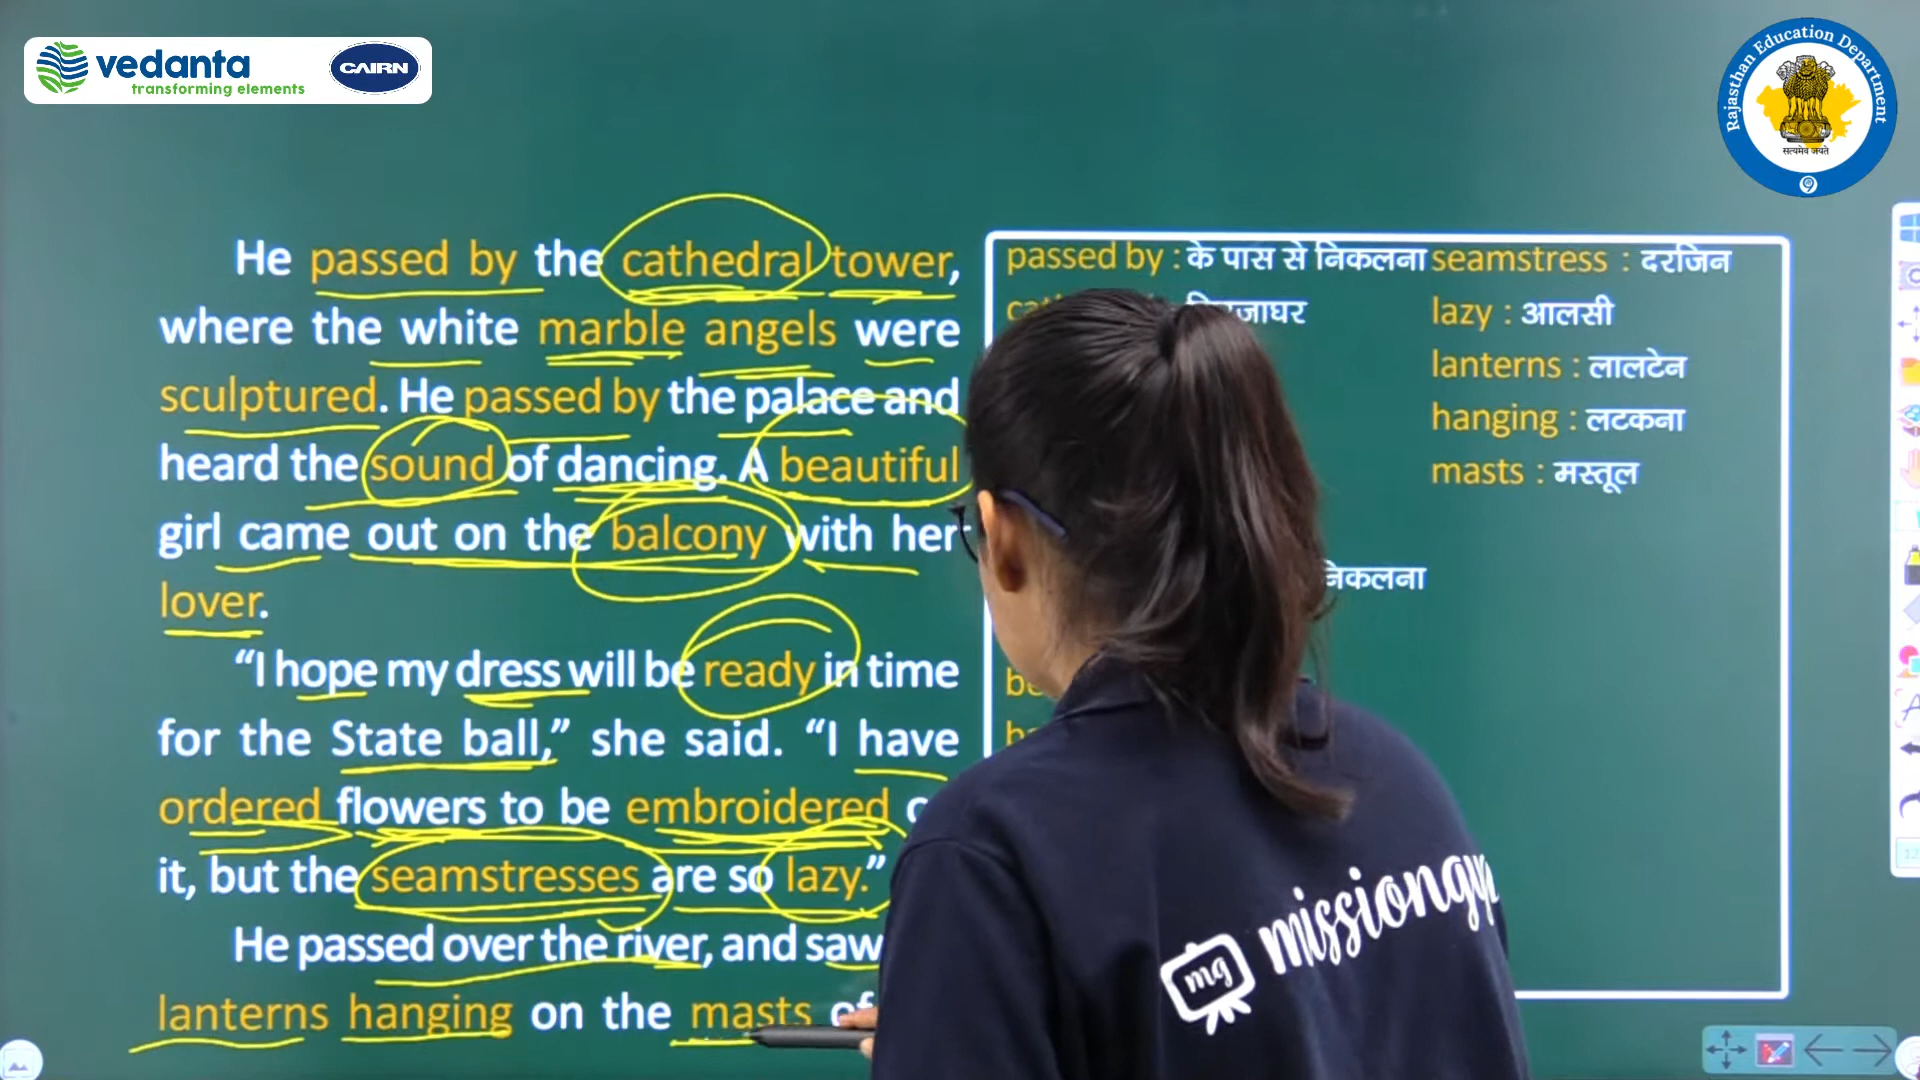 vedanta
transforming elements
CAIRN
Rajasthan Education Department
सत्यमेव जयते
He passed by the cathedral tower,
where the white marble angels were
sculptured. He passed by the palace and
heard the sound of dancing. A beautiful
girl came out on the balcony with her
lover.
“I hope my dress will be ready in time
for the State ball,” she said. “I have
ordered flowers to be embroidered
it, but the seamstresses are so lazy.”
He passed over the river, and saw
lanterns hanging on the masts of
passed by : के पास से निकलना
seamstress : दरजिन
lazy : आलसी
lanterns : लालटेन
hanging : लटकना
masts : मस्तूल
mg